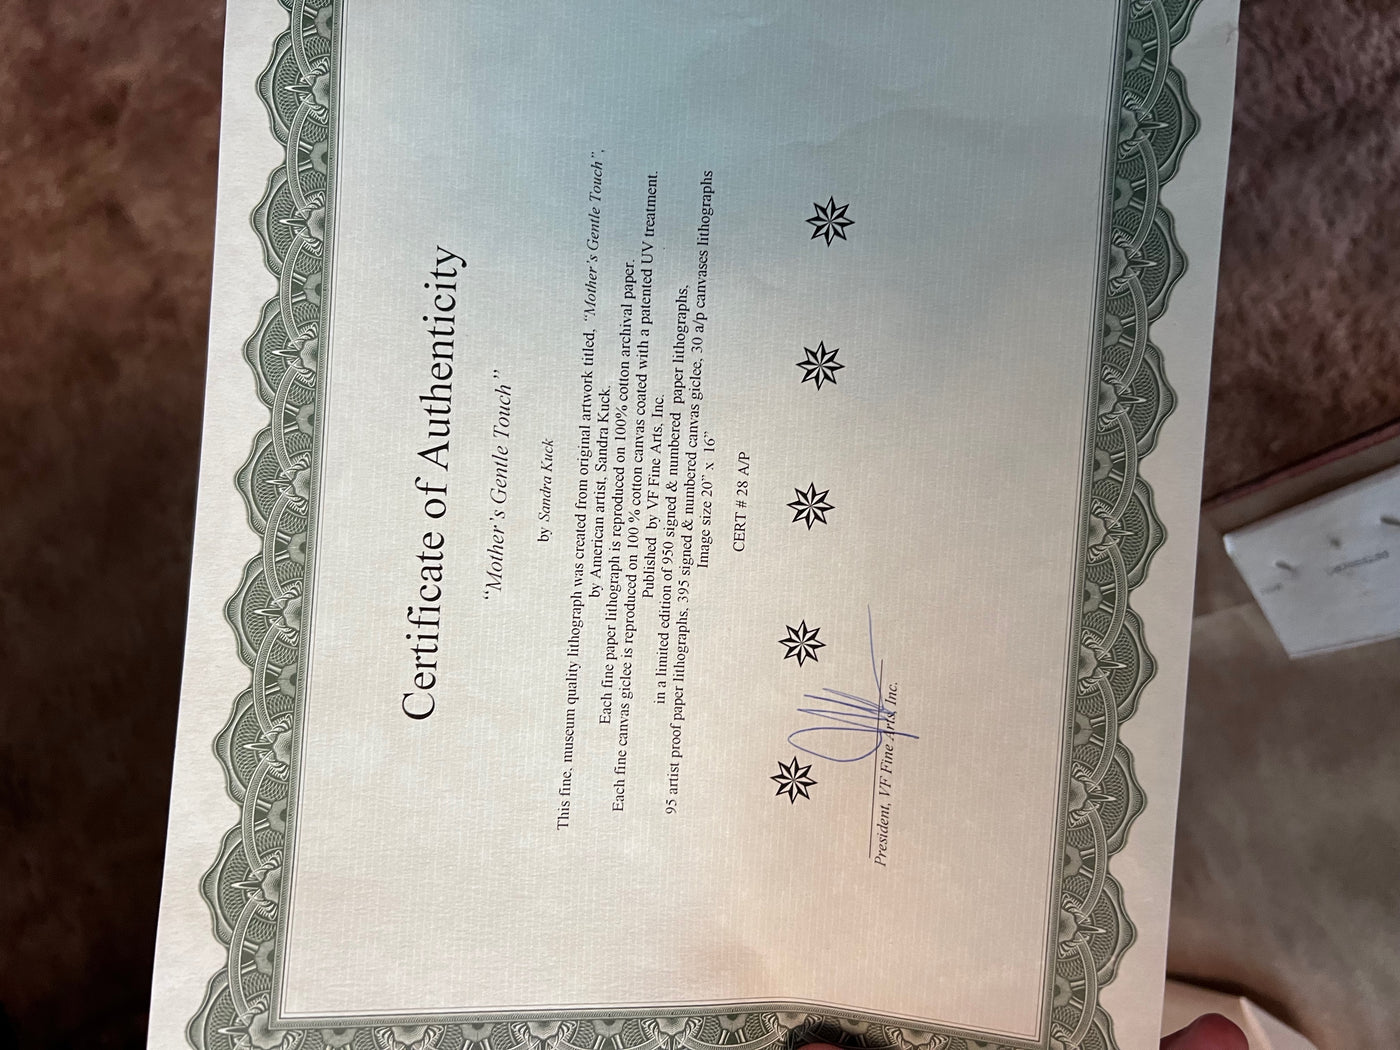 Certificate of Authenticity
“Mother's Gentle Touch”
by Sandra Kuck
This fine, museum quality lithograph was created from original artwork titled, “Mother's Gentle Touch”,
by American artist, Sandra Kuck.
Each fine paper lithograph is reproduced on 100% cotton archival paper.
Each fine canvas giclee is reproduced on 100 % cotton canvas coated with a patented UV treatment.
Published by VF Fine Arts, Inc.
in a limited edition of 950 signed & numbered paper lithographs,
95 artist proof paper lithographs, 395 signed & numbered canvas giclee, 30 a/p canvases lithographs
Image size 20” x 16”
CERT # 28 A/P
President, VF Fine Arts, Inc.